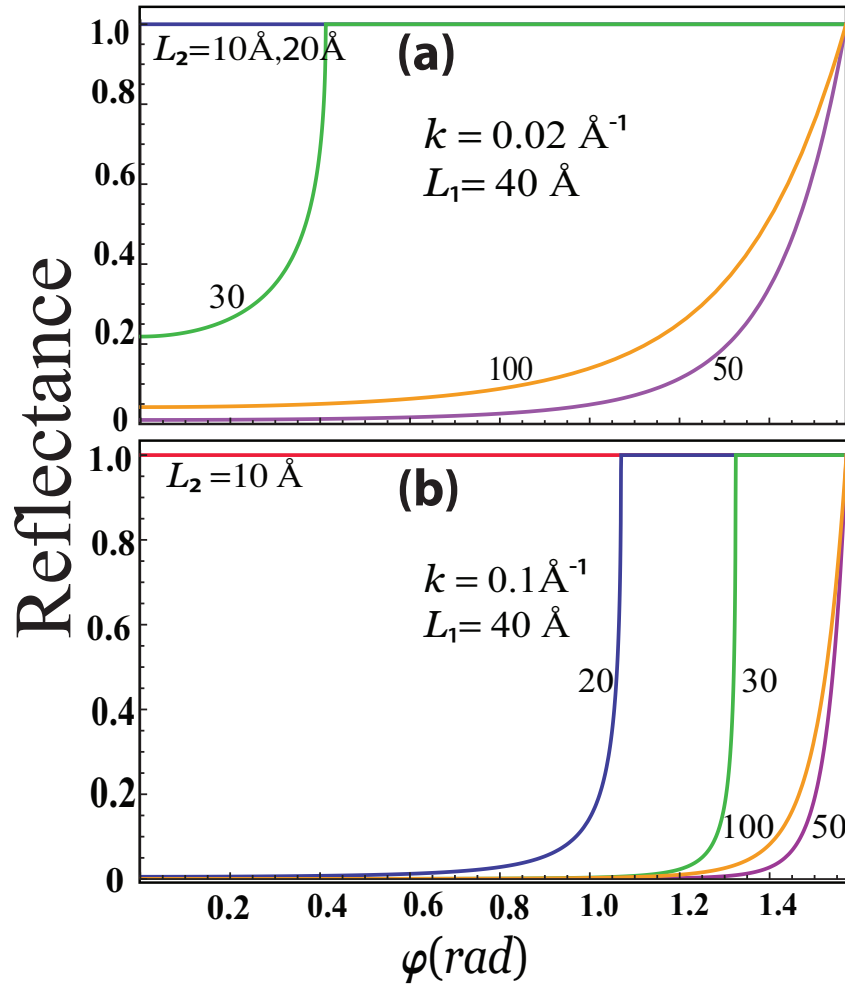 Reflectance
1.0
0.8
0.6
0.4
0.2
0
L₂=10Å,20Å
(a)
k = 0.02 Å⁻¹
L₁= 40 Å
30
100
50
1.0
0.8
0.6
0.4
0.2
0
L₂ =10 Å
(b)
k = 0.1Å⁻¹
L₁= 40 Å
20
30
100
50
0.2 0.4 0.6 0.8 1.0 1.2 1.4
φ(rad)